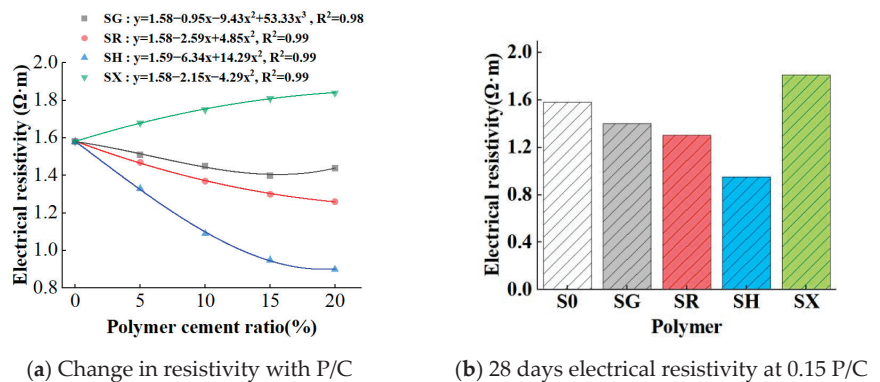 SG : y=1.58−0.95x−9.43x²+53.33x³, R²=0.98
SR : y=1.58−2.59x+4.85x², R²=0.99
SH : y=1.59−6.34x+14.29x², R²=0.99
SX : y=1.58−2.15x−4.29x², R²=0.99
Electrical resistivity (Ω·m)
2.0
1.8
1.6
1.4
1.2
1.0
0.8
0 5 10 15 20
Polymer cement ratio(%)
(a) Change in resistivity with P/C
Electrical resistivity(Ω·m)
2.0
1.6
1.2
0.8
0.4
0.0
S0 SG SR SH SX
Polymer
(b) 28 days electrical resistivity at 0.15 P/C